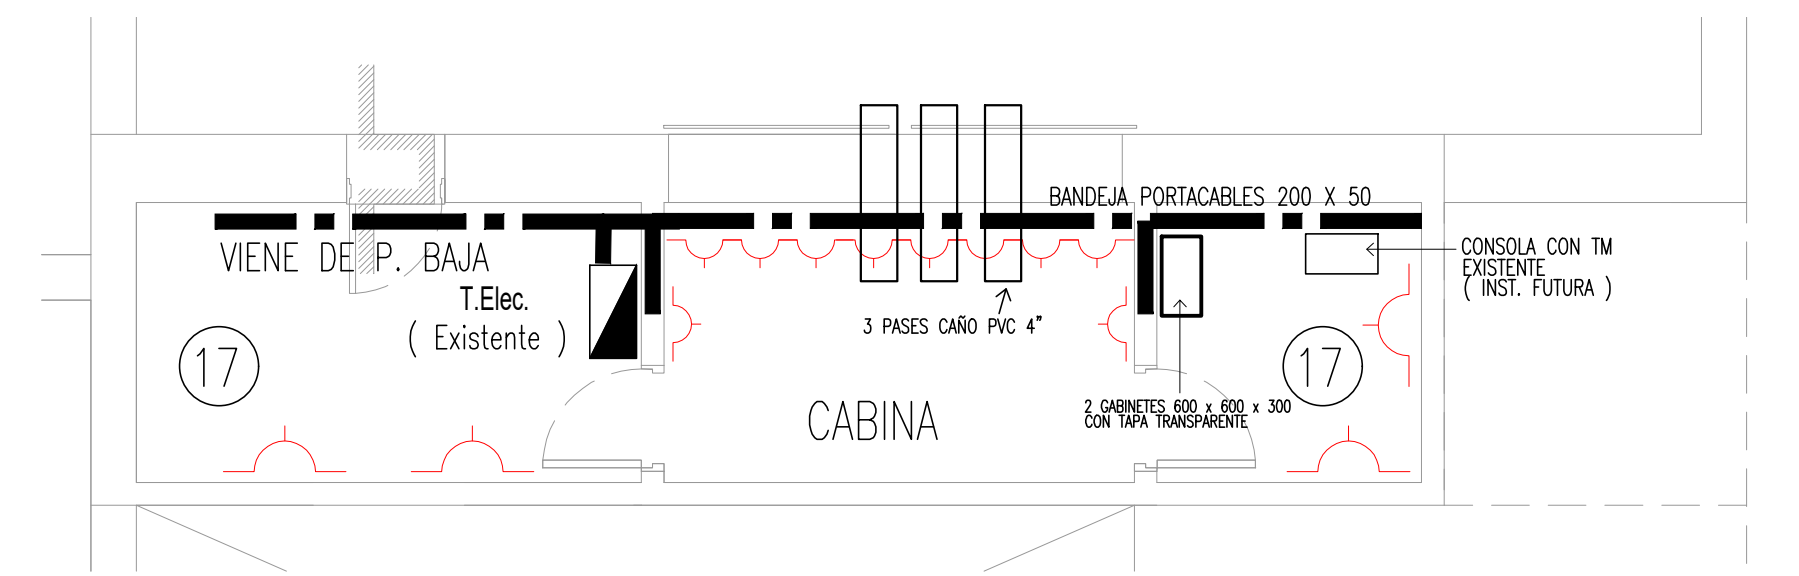 BANDEJA PORTACABLES 200 X 50
VIENE DE P. BAJA
CONSOLA CON TM
EXISTENTE
( INST. FUTURA )
T.Elec.
( Existente )
3 PASES CAÑO PVC 4"
17
17
CABINA
2 GABINETES 600 x 600 x 300
CON TAPA TRANSPARENTE